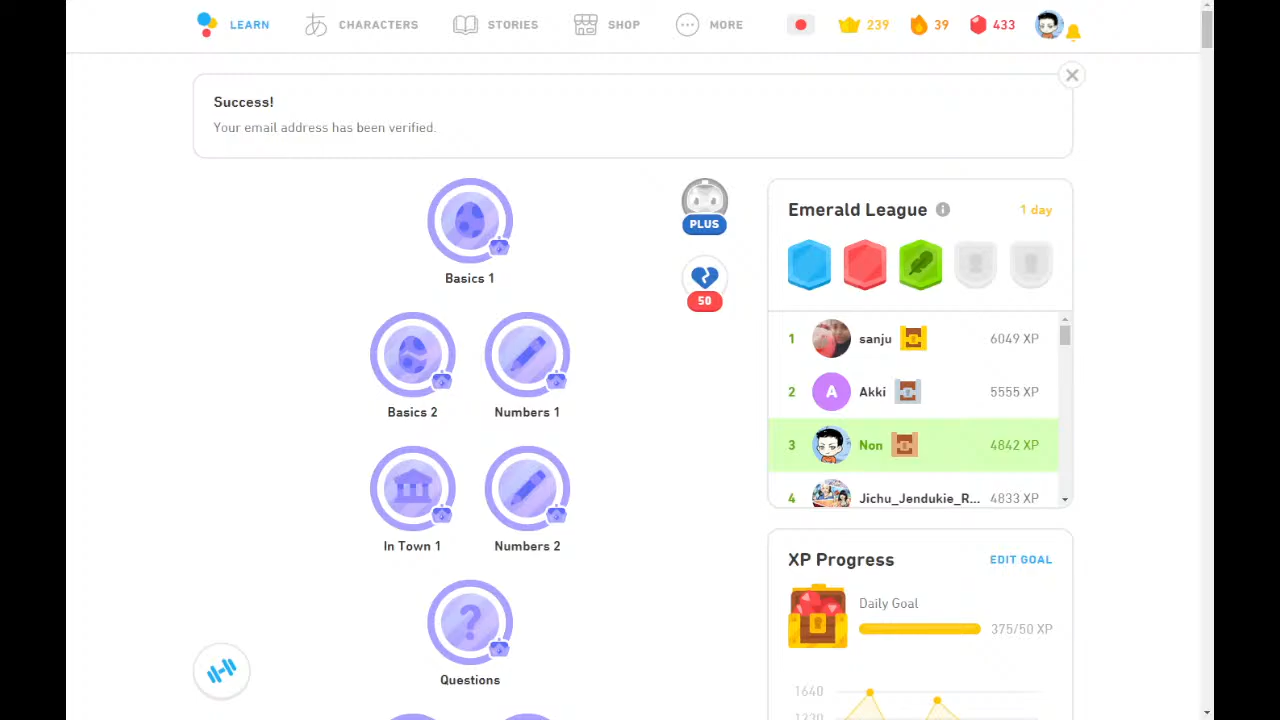 LEARN
あ CHARACTERS
STORIES
SHOP
MORE
239
39
433
Success!
Your email address has been verified.
Basics 1
Basics 2
Numbers 1
In Town 1
Numbers 2
Questions
PLUS
50
Emerald League
1 day
1 sanju 6049 XP
2 A Akki 5555 XP
3 Non 4842 XP
4 Jichu_Jendukie_R... 4833 XP
XP Progress
EDIT GOAL
Daily Goal
375/50 XP
1640
1320